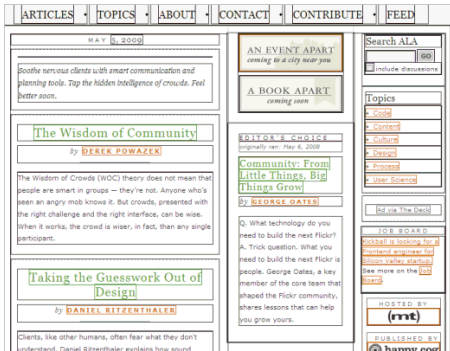 ARTICLES • TOPICS • ABOUT • CONTACT • CONTRIBUTE • FEED
MAY 5, 2009
Soothe nervous clients with smart communication and
planning tools. Tap the hidden intelligence of crowds. Feel
better soon.
The Wisdom of Community
by DEREK POWAZEK
The Wisdom of Crowds (WOC) theory does not mean that
people are smart in groups — they're not. Anyone who's
seen an angry mob knows it. But crowds, presented with
the right challenge and the right interface, can be wise.
When it works, the crowd is wiser, in fact, than any single
participant.
Taking the Guesswork Out of
Design
by DANIEL RITZENTHALER
Clients, like other humans, often fear what they don't
understand. Daniel Ritzenthaler explains how sound
AN EVENT APART
coming to a city near you
A BOOK APART
coming soon
EDITOR'S CHOICE
originally ran: May 6, 2008
Community: From
Little Things, Big
Things Grow
by GEORGE OATES
Q. What technology do you
need to build the next Flickr?
A. Trick question. What you
need to build the next Flickr is
people. George Oates, a key
member of the core team that
shaped the Flickr community,
shares lessons that can help
you grow yours.
Search ALA
GO
include discussions
Topics
+ Code
+ Content
+ Culture
+ Design
+ Process
+ User Science
Ad via The Deck
JOB BOARD
Kickball is looking for a
Frontend engineer for
Silicon Valley startup.
See more on the Job
Board.
HOSTED BY
(mt)
PUBLISHED BY
happy cog